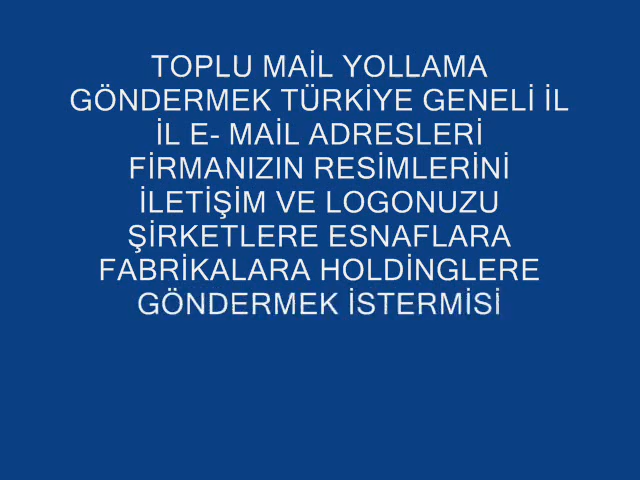 TOPLU MAİL YOLLAMA
GÖNDERMEK TÜRKİYE GENELİ İL
İL E- MAİL ADRESLERİ
FİRMANIZIN RESİMLERİNİ
İLETİŞİM VE LOGONUZU
ŞİRKETLERE ESNAFLARA
FABRİKALARA HOLDİNGLERE
GÖNDERMEK İSTERMİSİ